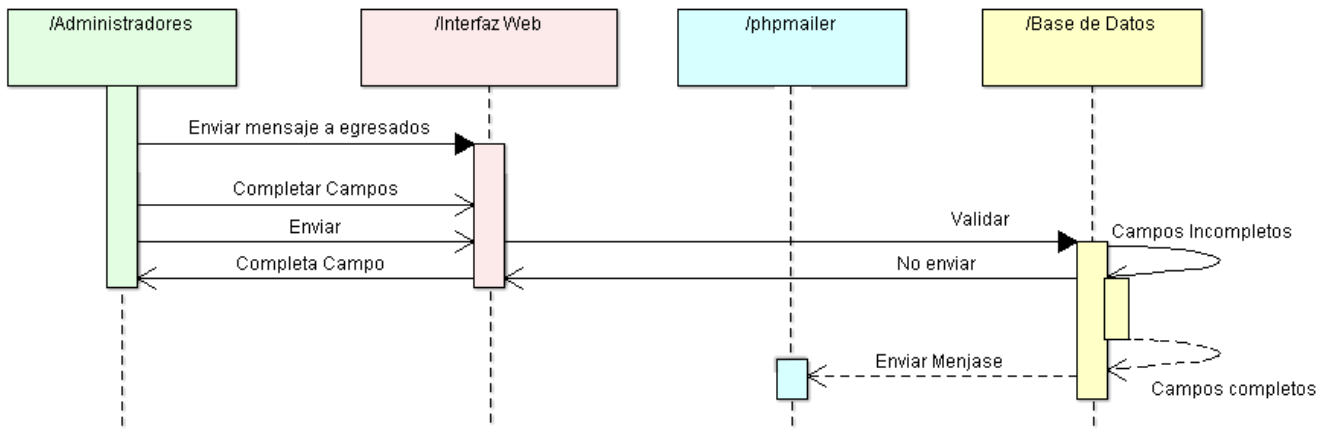 /Administradores
/Interfaz Web
/phpmailer
/Base de Datos
Enviar mensaje a egresados
Completar Campos
Enviar
Validar
Campos Incompletos
Completa Campo
No enviar
Enviar Menjase
Campos completos